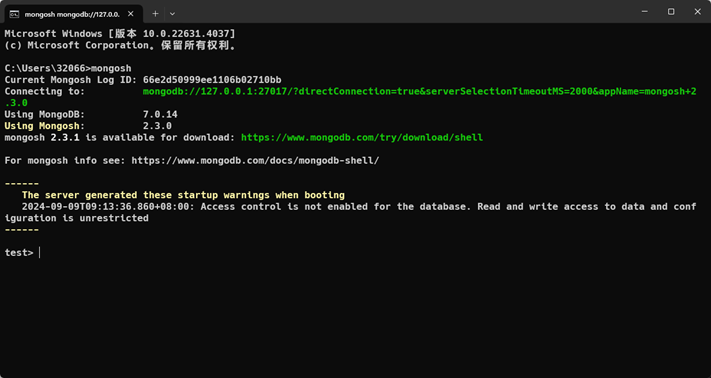 mongosh mongodb://127.0.0.
Microsoft Windows [版本 10.0.22631.4037]
(c) Microsoft Corporation。保留所有权利。
C:\Users\32066>mongosh
Current Mongosh Log ID: 66e2d50999ee1106b02710bb
Connecting to: mongodb://127.0.0.1:27017/?directConnection=true&serverSelectionTimeoutMS=2000&appName=mongosh+2
.3.0
Using MongoDB: 7.0.14
Using Mongosh: 2.3.0
mongosh 2.3.1 is available for download: https://www.mongodb.com/try/download/shell
For mongosh info see: https://www.mongodb.com/docs/mongodb-shell/
------
The server generated these startup warnings when booting
2024-09-09T09:13:36.860+08:00: Access control is not enabled for the database. Read and write access to data and conf
iguration is unrestricted
------
test>